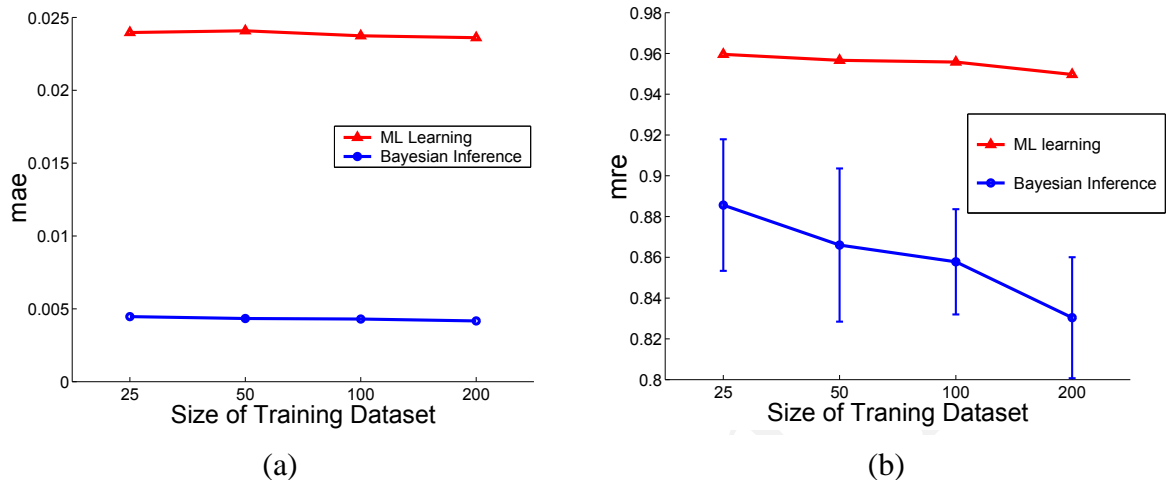 0.025
0.02
0.015
0.01
0.005
0
mae
ML Learning
Bayesian Inference
25 50 100 200
Size of Training Dataset
(a)
0.98
0.96
0.94
0.92
0.9
0.88
0.86
0.84
0.82
0.8
mre
ML learning
Bayesian Inference
25 50 100 200
Size of Traning Dataset
(b)